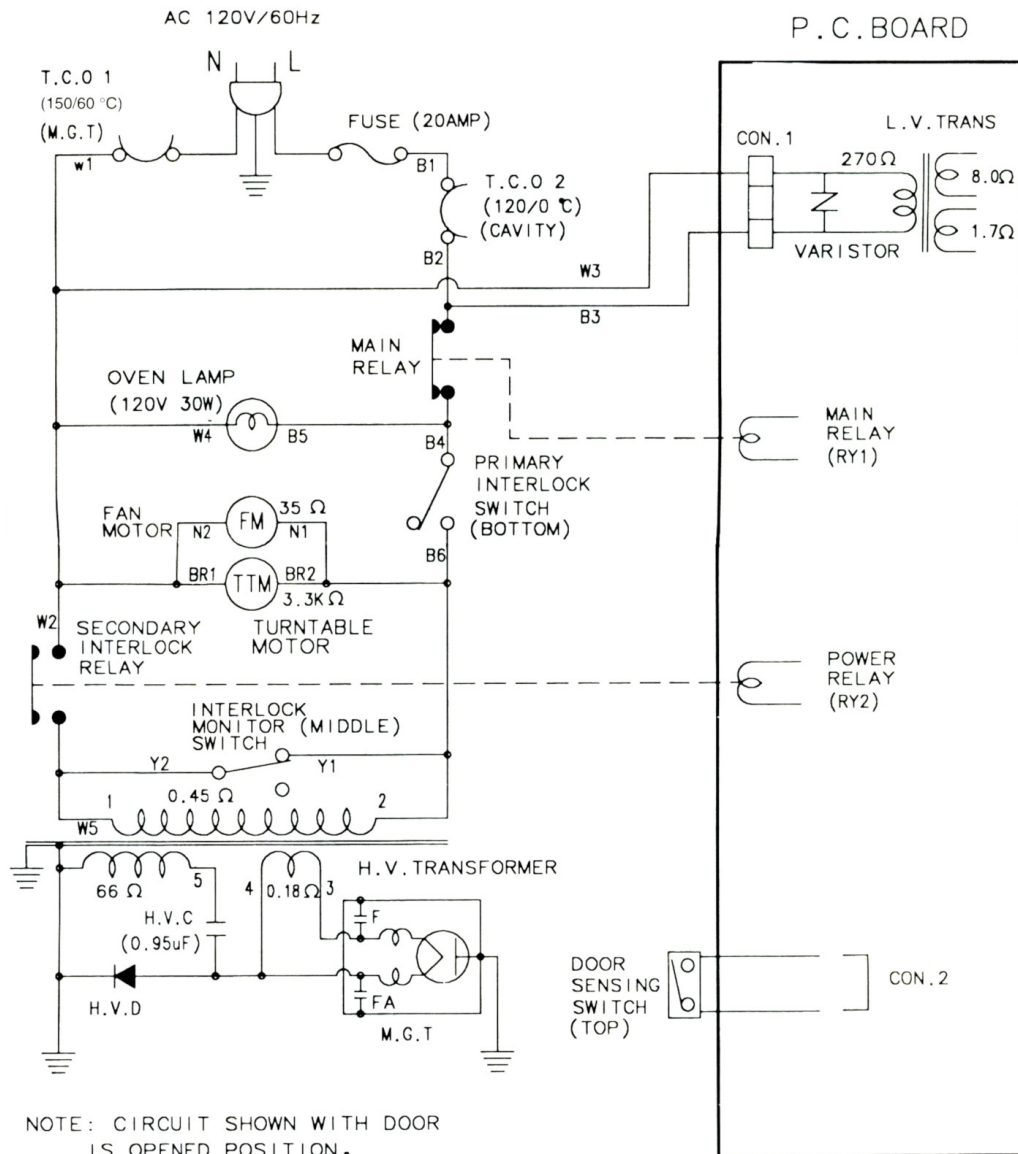 AC 120V/60Hz
P.C.BOARD
N L
T.C.O 1
(150/60 °C)
(M.G.T)
w1
FUSE (20AMP)
B1
T.C.O 2
(120/0 °C)
(CAVITY)
B2
CON.1
L.V.TRANS
270Ω
8.0Ω
1.7Ω
VARISTOR
W3
B3
MAIN
RELAY
OVEN LAMP
(120V 30W)
W4 B5
B4
MAIN
RELAY
(RY1)
PRIMARY
INTERLOCK
SWITCH
(BOTTOM)
B6
FAN
MOTOR
35 Ω
N2 FM N1
BR1 TTM BR2
3.3KΩ
TURNTABLE
MOTOR
W2
SECONDARY
INTERLOCK
RELAY
POWER
RELAY
(RY2)
INTERLOCK
MONITOR (MIDDLE)
SWITCH
Y2 Y1
1 0.45 Ω 2
W5
H.V.TRANSFORMER
66 Ω 5
4 0.18Ω 3
H.V.C
(0.95uF)
H.V.D
F
FA
M.G.T
DOOR
SENSING
SWITCH
(TOP)
CON.2
NOTE: CIRCUIT SHOWN WITH DOOR
IS OPENED POSITION.